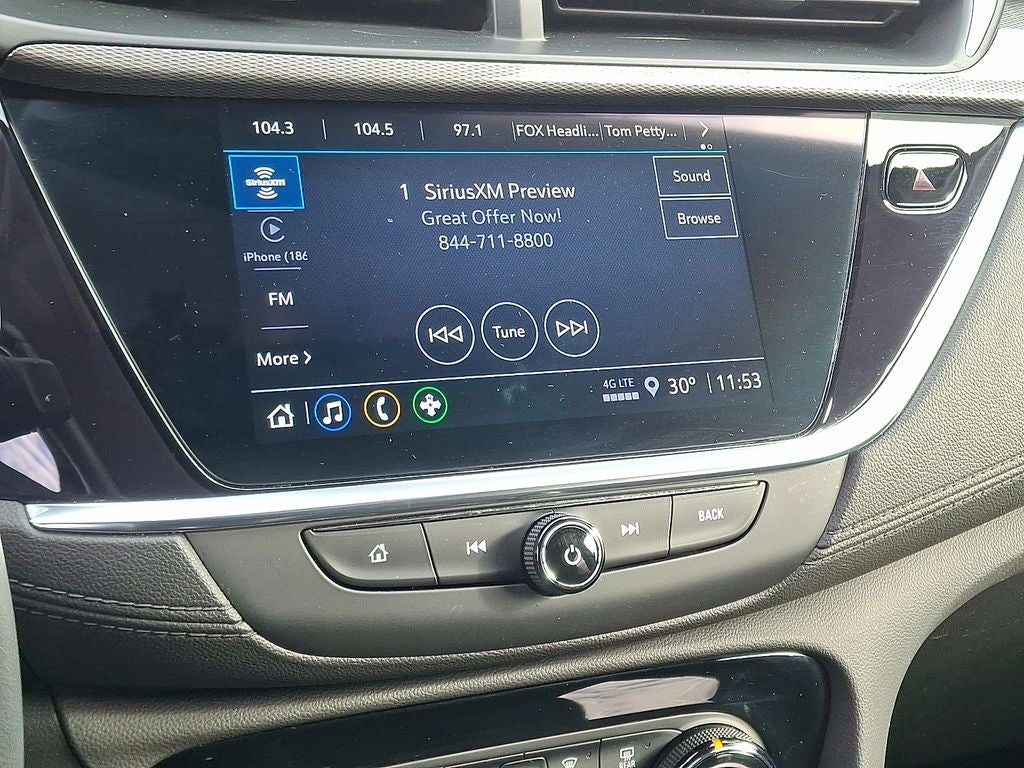 104.3 104.5 97.1 FOX Headli... Tom Petty...
SiriusXM
1 SiriusXM Preview
Great Offer Now!
844-711-8800
Sound
Browse
iPhone (186
FM
More
Tune
4G LTE 30° 11:53
BACK
REAR